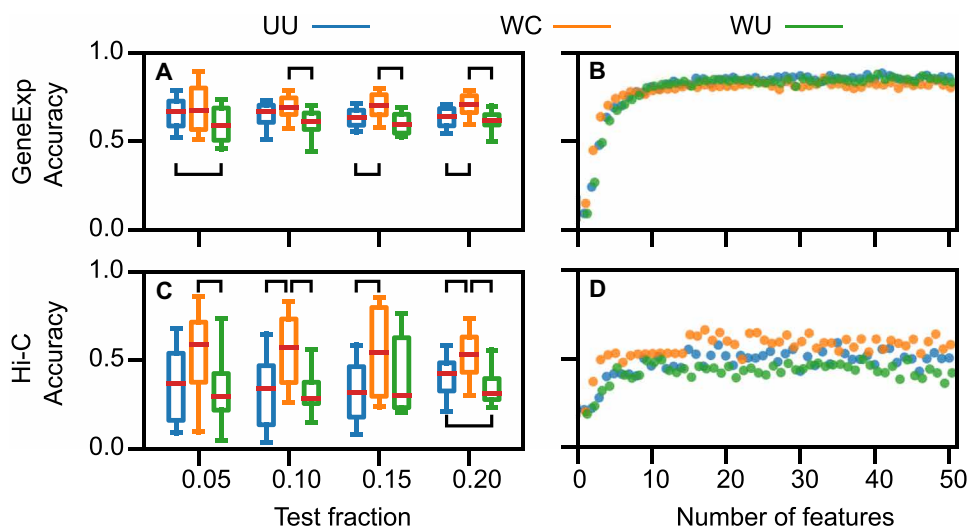 UU WC WU
GeneExp
Accuracy
1.0
0.5
0.0
A
B
Hi-C
Accuracy
1.0
0.5
0.0
C
D
0.05 0.10 0.15 0.20
0 10 20 30 40 50
Test fraction
Number of features